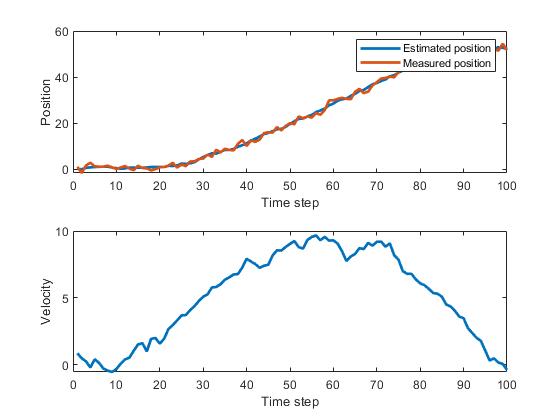 60
40
20
0
Position
Estimated position
Measured position
0 10 20 30 40 50 60 70 80 90 100
Time step
10
5
0
Velocity
0 10 20 30 40 50 60 70 80 90 100
Time step